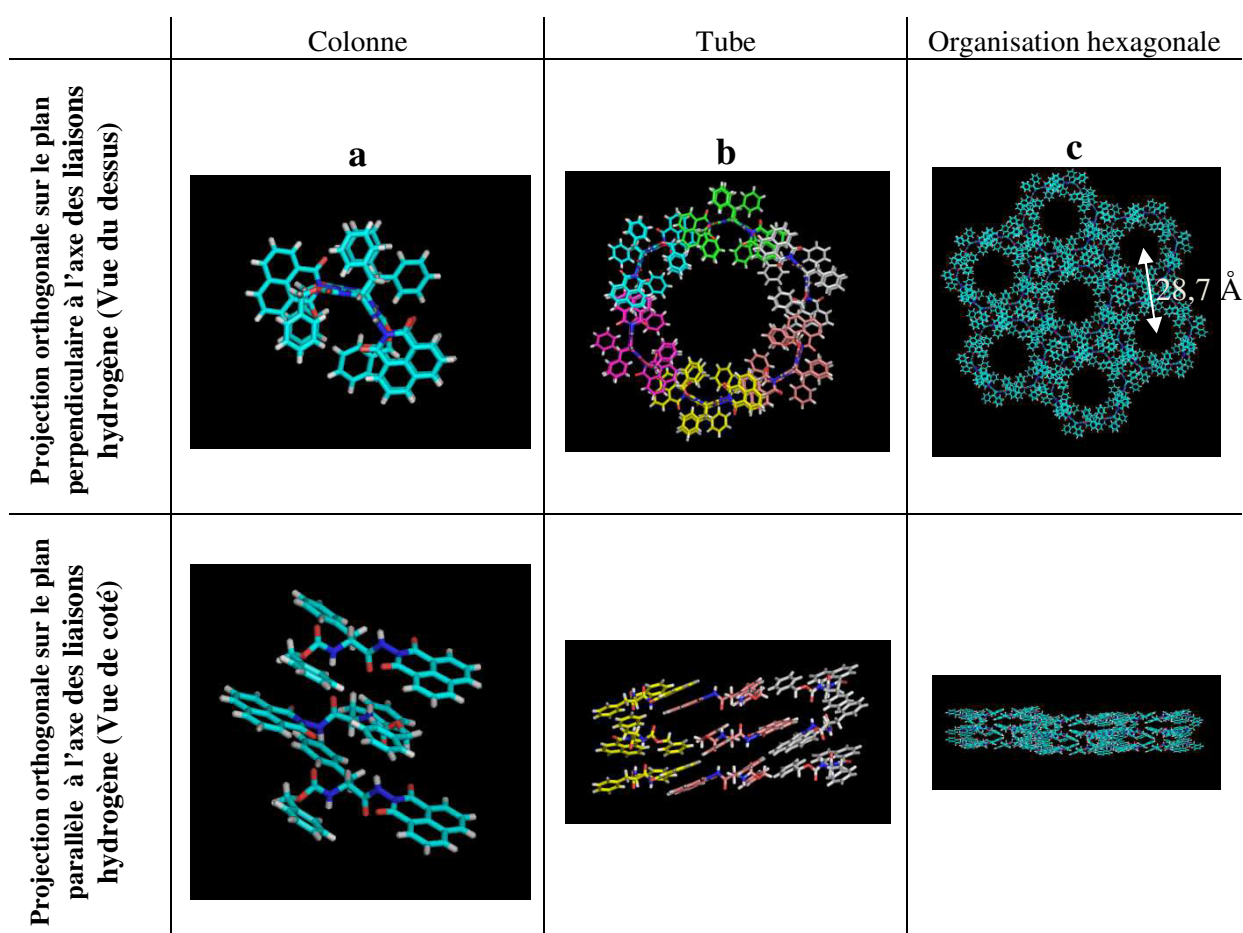 Colonne
Tube
Organisation hexagonale
Projection orthogonale sur le plan
perpendiculaire à l'axe des liaisons
hydrogène (Vue du dessus)
a
b
c
28,7 Å
Projection orthogonale sur le plan
parallèle à l'axe des liaisons
hydrogène (Vue de coté)